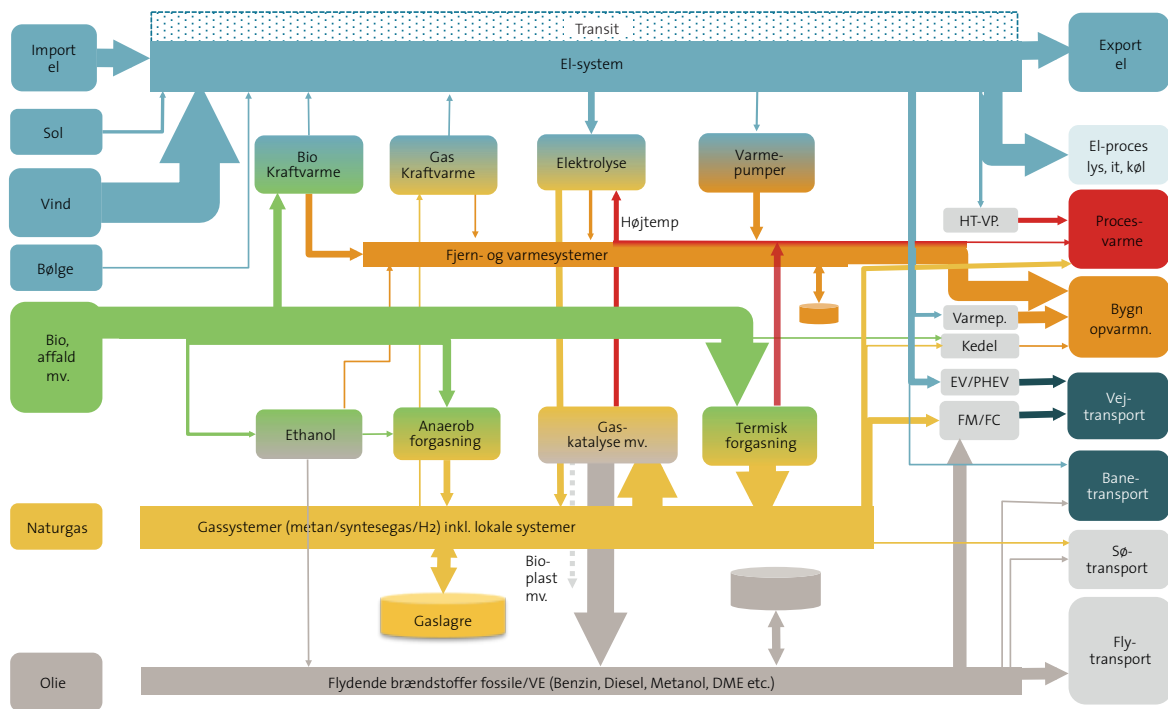 Transit
Import
el
El-system
Export
el
Sol
Bio
Kraftvarme
Gas
Kraftvarme
Elektrolyse
Varme-
pumper
El-proces
lys, it, køl
Vind
Højtemp
HT-VP.
Proces-
varme
Bølge
Fjern- og varmesystemer
Bio,
affald
mv.
Varmep.
Kedel
Bygn
opvarmn.
EV/PHEV
Vej-
transport
Ethanol
Anaerob
forgasning
Gas-
katalyse mv.
Termisk
forgasning
FM/FC
Bane-
transport
Naturgas
Gassystemer (metan/syntesegas/H2) inkl. lokale systemer
Bio-
plast
mv.
Sø-
transport
Gaslagre
Fly-
transport
Olie
Flydende brændstoffer fossile/VE (Benzin, Diesel, Metanol, DME etc.)